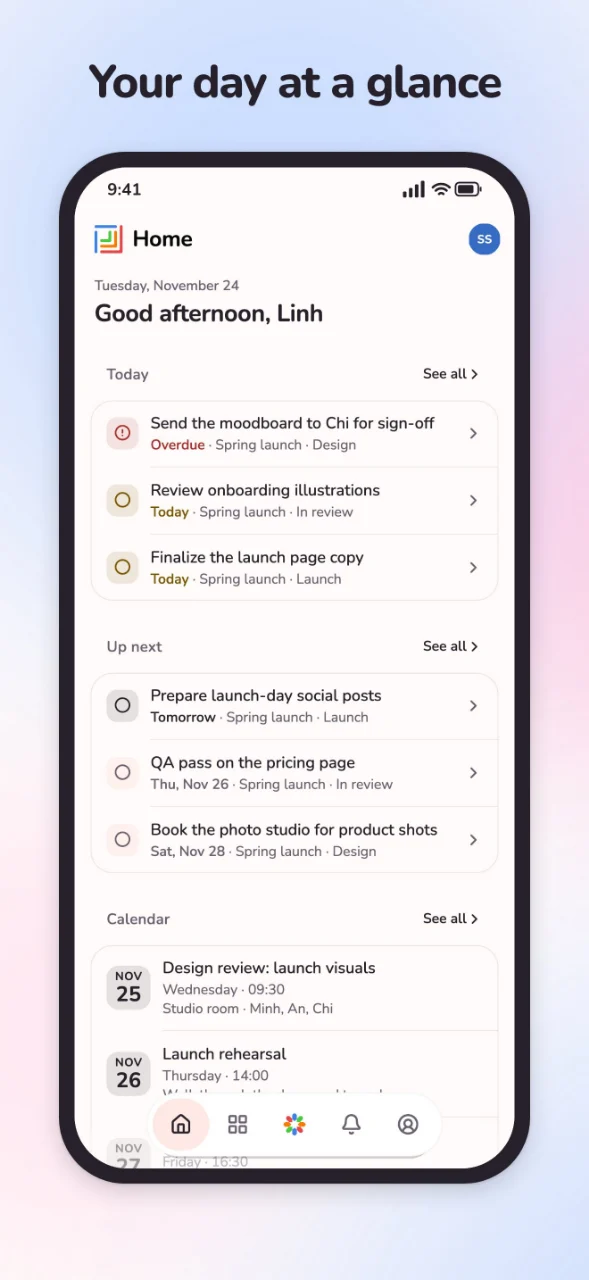 Your day at a glance
9:41
Home
SS
Tuesday, November 24
Good afternoon, Linh
Today
See all
Send the moodboard to Chi for sign-off
Overdue · Spring launch · Design
Review onboarding illustrations
Today · Spring launch · In review
Finalize the launch page copy
Today · Spring launch · Launch
Up next
See all
Prepare launch-day social posts
Tomorrow · Spring launch · Launch
QA pass on the pricing page
Thu, Nov 26 · Spring launch · In review
Book the photo studio for product shots
Sat, Nov 28 · Spring launch · Design
Calendar
See all
NOV
25
Design review: launch visuals
Wednesday · 09:30
Studio room · Minh, An, Chi
NOV
26
Launch rehearsal
Thursday · 14:00
NOV
27
Friday · 16:30